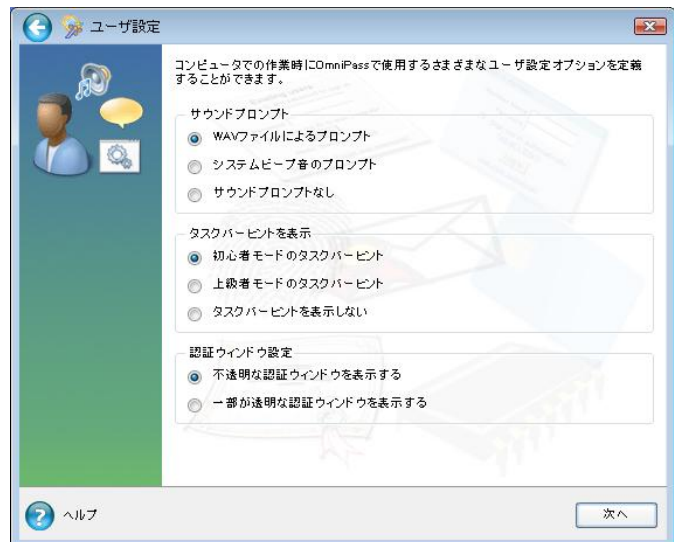 ユーザ設定
コンピュータでの作業時にOmniPassで使用するさまざまなユーザ設定オプションを定義
することができます。
サウンドプロンプト
WAVファイルによるプロンプト
システムビープ音のプロンプト
サウンドプロンプトなし
タスクバーヒントを表示
初心者モードのタスクバーヒント
上級者モードのタスクバーヒント
タスクバーヒントを表示しない
認証ウィンドウ設定
不透明な認証ウィンドウを表示する
一部が透明な認証ウィンドウを表示する
ヘルプ
次へ